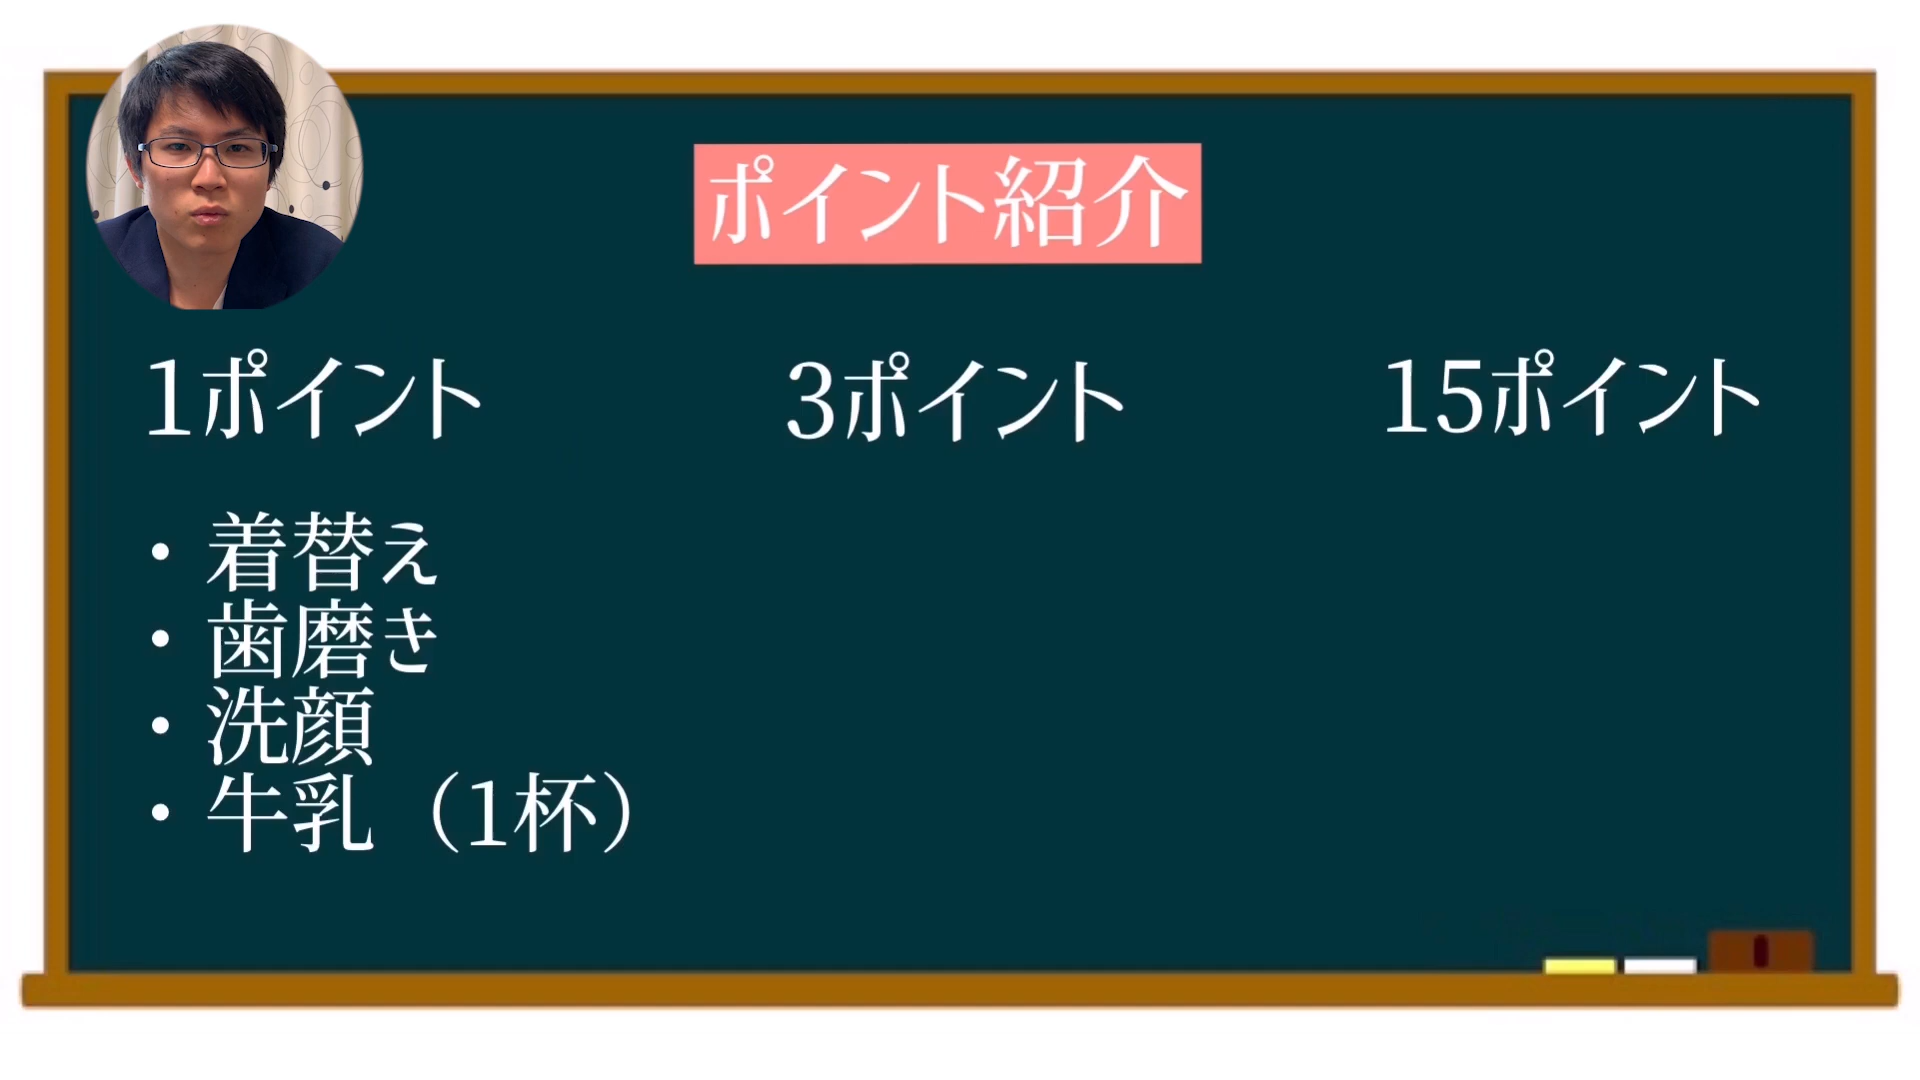 ポイント紹介
1ポイント
3ポイント
15ポイント
・着替え
・歯磨き
・洗顔
・牛乳（1杯）